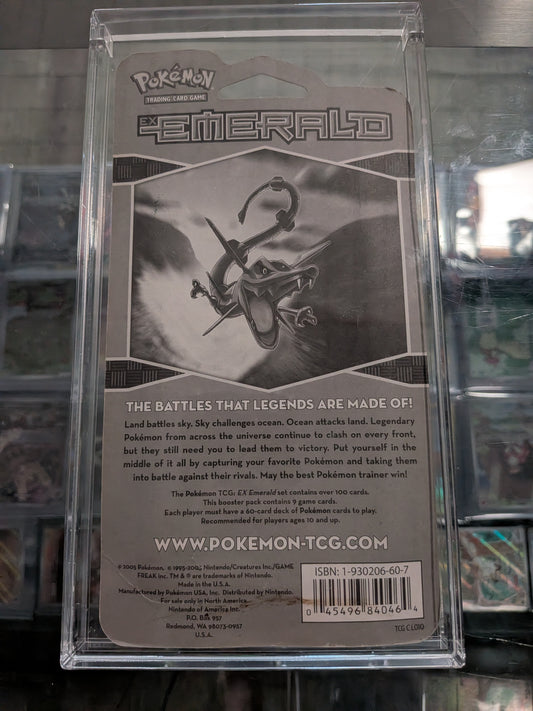 POKéMON
TRADING CARD GAME
EX EMERALD
THE BATTLES THAT LEGENDS ARE MADE OF!
Land battles sky. Sky challenges ocean. Ocean attacks land. Legendary
Pokémon from across the universe continue to clash on every front,
but they still need you to lead them to victory. Put yourself in the
middle of it all by capturing your favorite Pokémon and taking them
into battle against their rivals. May the best Pokémon trainer win!
The Pokémon TCG: EX Emerald set contains over 100 cards.
This booster pack contains 9 game cards.
Each player must have a 60-card deck of Pokémon cards to play.
Recommended for players ages 10 and up.
WWW.POKEMON-TCG.COM
© 2005 Pokémon. © 1995-2005 Nintendo/Creatures Inc./GAME
FREAK inc. TM & ® are trademarks of Nintendo.
Made in the U.S.A.
Manufactured by Pokémon USA, Inc. Distributed by Nintendo.
For sale only in North America.
Nintendo of America Inc.
P.O. Box 957
Redmond, WA 98073-0957
U.S.A.
ISBN: 1-930206-60-7
0 45496 84046 4